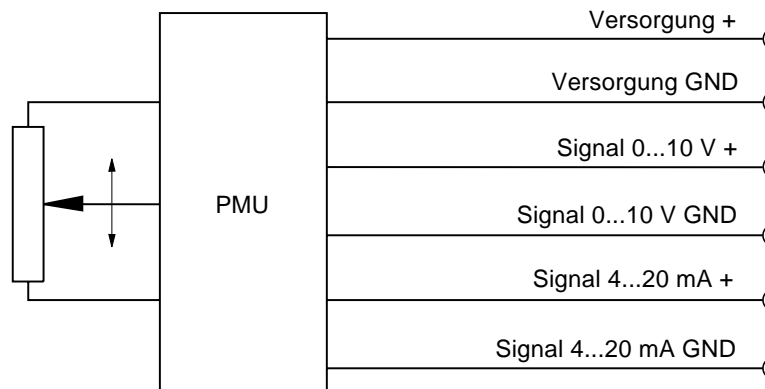 Versorgung +
Versorgung GND
Signal 0...10 V +
PMU
Signal 0...10 V GND
Signal 4...20 mA +
Signal 4...20 mA GND